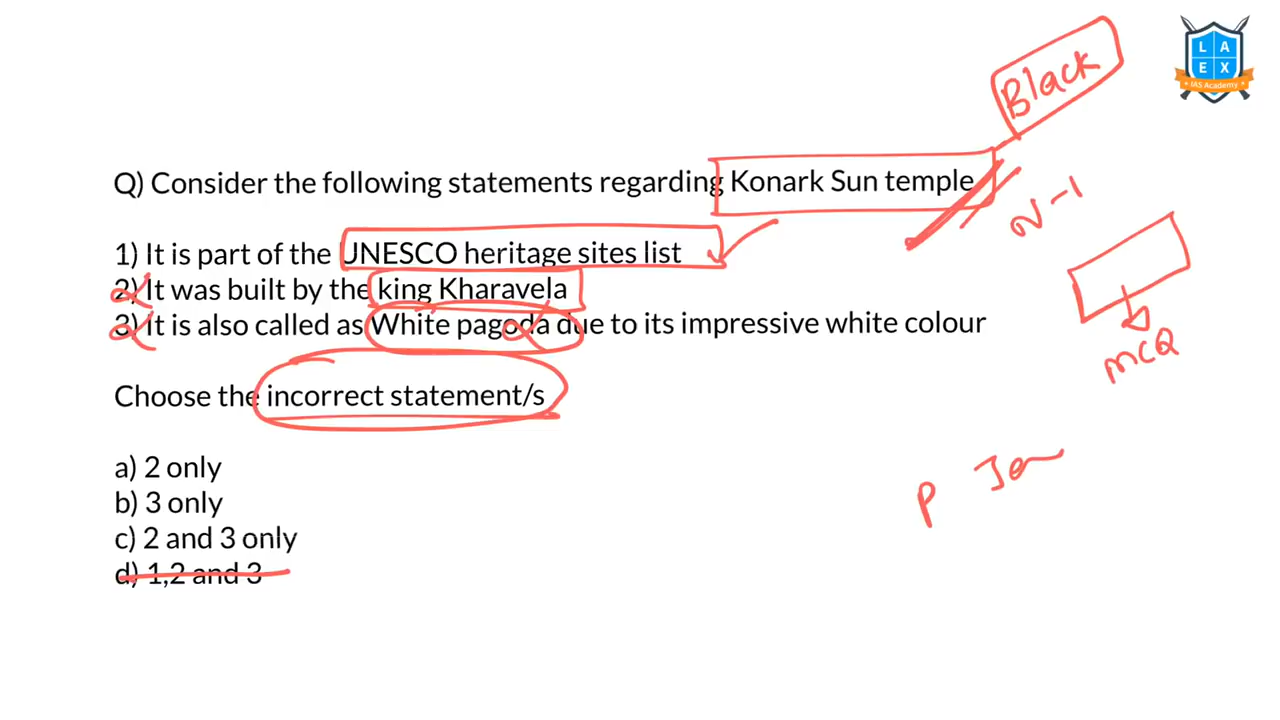 L A
E X
IAS Academy
Black
Q) Consider the following statements regarding Konark Sun temple
1) It is part of the UNESCO heritage sites list
2) It was built by the king Kharavela
3) It is also called as White pagoda due to its impressive white colour
MCQ
Choose the incorrect statement/s
a) 2 only
b) 3 only
c) 2 and 3 only
d) 1,2 and 3